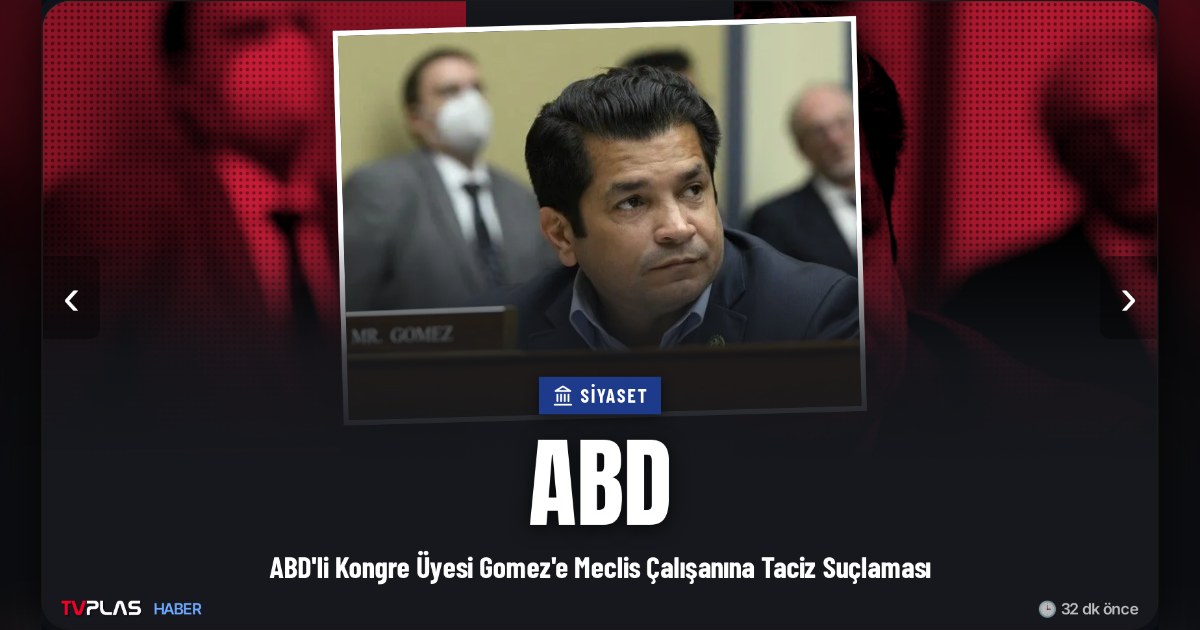 MR. GOMEZ
SİYASET
ABD
ABD'li Kongre Üyesi Gomez'e Meclis Çalışanına Taciz Suçlaması
TVPLAS HABER
32 dk önce